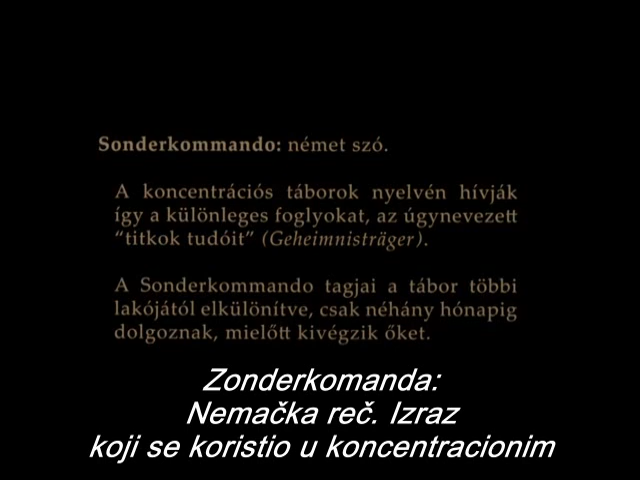 Sonderkommando: német szó.
A koncentrációs táborok nyelvén hívják
így a különleges foglyokat, az úgynevezett
“titkok tudóit” (Geheimnisträger).
A Sonderkommando tagjai a tábor többi
lakójától elkülönítve, csak néhány hónapig
dolgoznak, mielőtt kivégzik őket.
Zonderkomanda:
Nemačka reč. Izraz
koji se koristio u koncentracionim